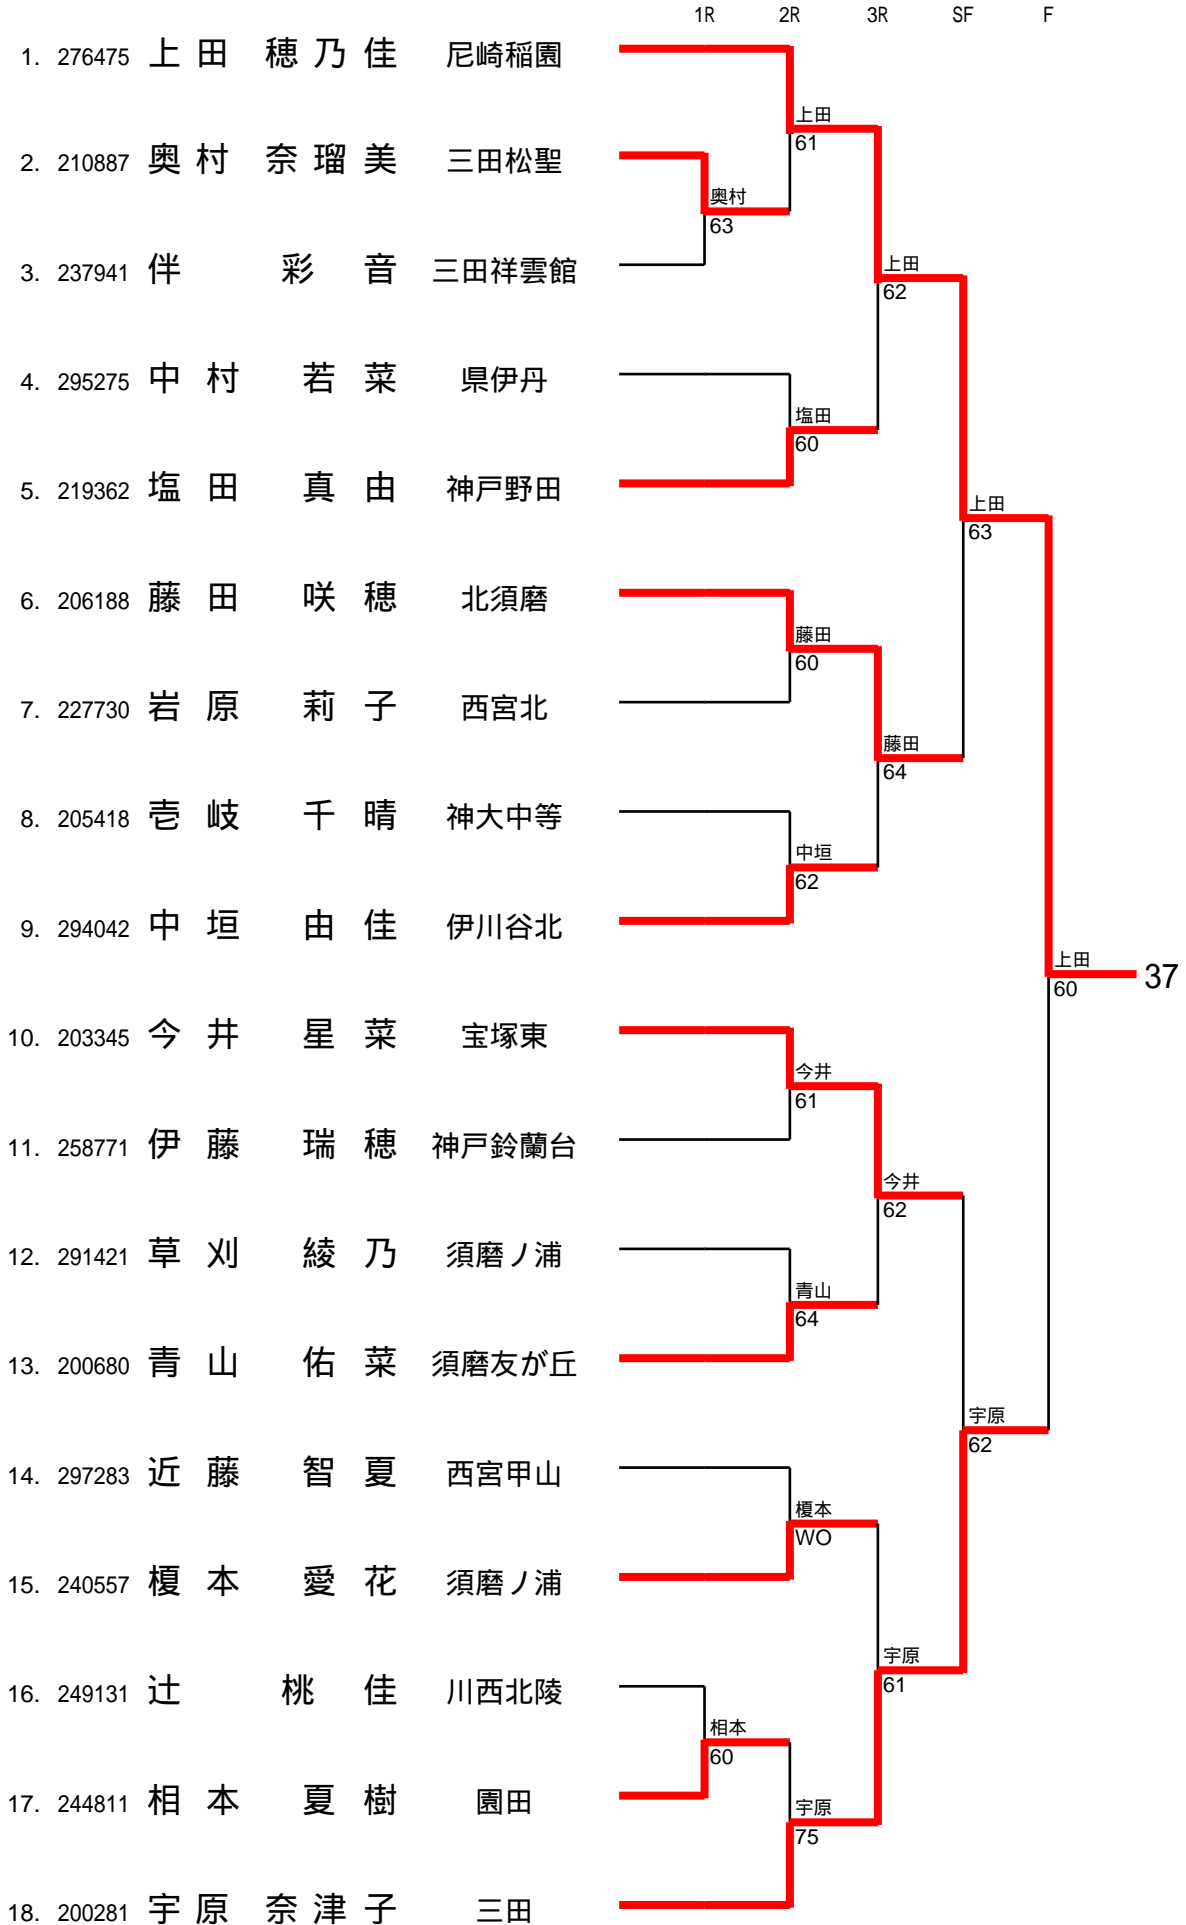 1R 2R 3R SF F
1. 276475 上田 穂乃佳 尼崎稲園
上田
61
2. 210887 奥村 奈瑠美 三田松聖
奥村
63
3. 237941 伴 彩音 三田祥雲館
上田
62
4. 295275 中村 若菜 県伊丹
塩田
60
5. 219362 塩田 真由 神戸野田
上田
63
6. 206188 藤田 咲穂 北須磨
藤田
60
7. 227730 岩原 莉子 西宮北
藤田
64
8. 205418 壱岐 千晴 神大中等
中垣
62
9. 294042 中垣 由佳 伊川谷北
上田
60
37
10. 203345 今井 星菜 宝塚東
今井
61
11. 258771 伊藤 瑞穂 神戸鈴蘭台
今井
62
12. 291421 草刈 綾乃 須磨ノ浦
青山
64
13. 200680 青山 佑菜 須磨友が丘
宇原
62
14. 297283 近藤 智夏 西宮甲山
榎本
WO
15. 240557 榎本 愛花 須磨ノ浦
宇原
61
16. 249131 辻 桃佳 川西北陵
相本
60
17. 244811 相本 夏樹 園田
宇原
75
18. 200281 宇原 奈津子 三田